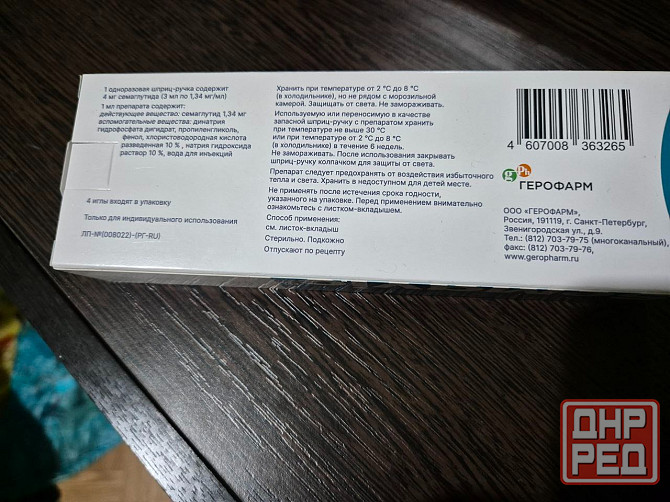 1 одноразовая шприц-ручка содержит
4 мг семаглутида (3 мл по 1,34 мг/мл)
1 мл препарата содержит:
действующее вещество: семаглутид 1,34 мг
вспомогательные вещества: динатрия
гидрофосфата дигидрат, пропиленгликоль,
фенол, хлористоводородная кислота
разведенная 10 % , натрия гидроксида
раствор 10 %, вода для инъекций
4 иглы входят в упаковку
Только для индивидуального использования
ЛП-№(008022)-(РГ-RU)
Хранить при температуре от 2 °С до 8 °С
(в холодильнике), но не рядом с морозильной
камерой. Защищать от света. Не замораживать.
Используемую или переносимую в качестве
запасной шприц-ручку с препаратом хранить
при температуре не выше 30 °С
или при температуре от 2 °С до 8 °С
(в холодильнике) в течение 6 недель.
Не замораживать. После использования закрывать
шприц-ручку колпачком для защиты от света.
Препарат следует предохранять от воздействия избыточного
тепла и света. Хранить в недоступном для детей месте.
Не применять после истечения срока годности,
указанного на упаковке. Перед применением внимательно
ознакомьтесь с листком-вкладышем.
Способ применения:
см. листок-вкладыш
Стерильно. Подкожно
Отпускают по рецепту
4 607008 363265
gPh
ГЕРОФАРМ
ООО «ГЕРОФАРМ»,
Россия, 191119, г. Санкт-Петербург,
Звенигородская ул., д.9.
Тел.: (812) 703-79-75 (многоканальный),
факс: (812) 703-79-76,
www.geropharm.ru
ДНР
РЕД